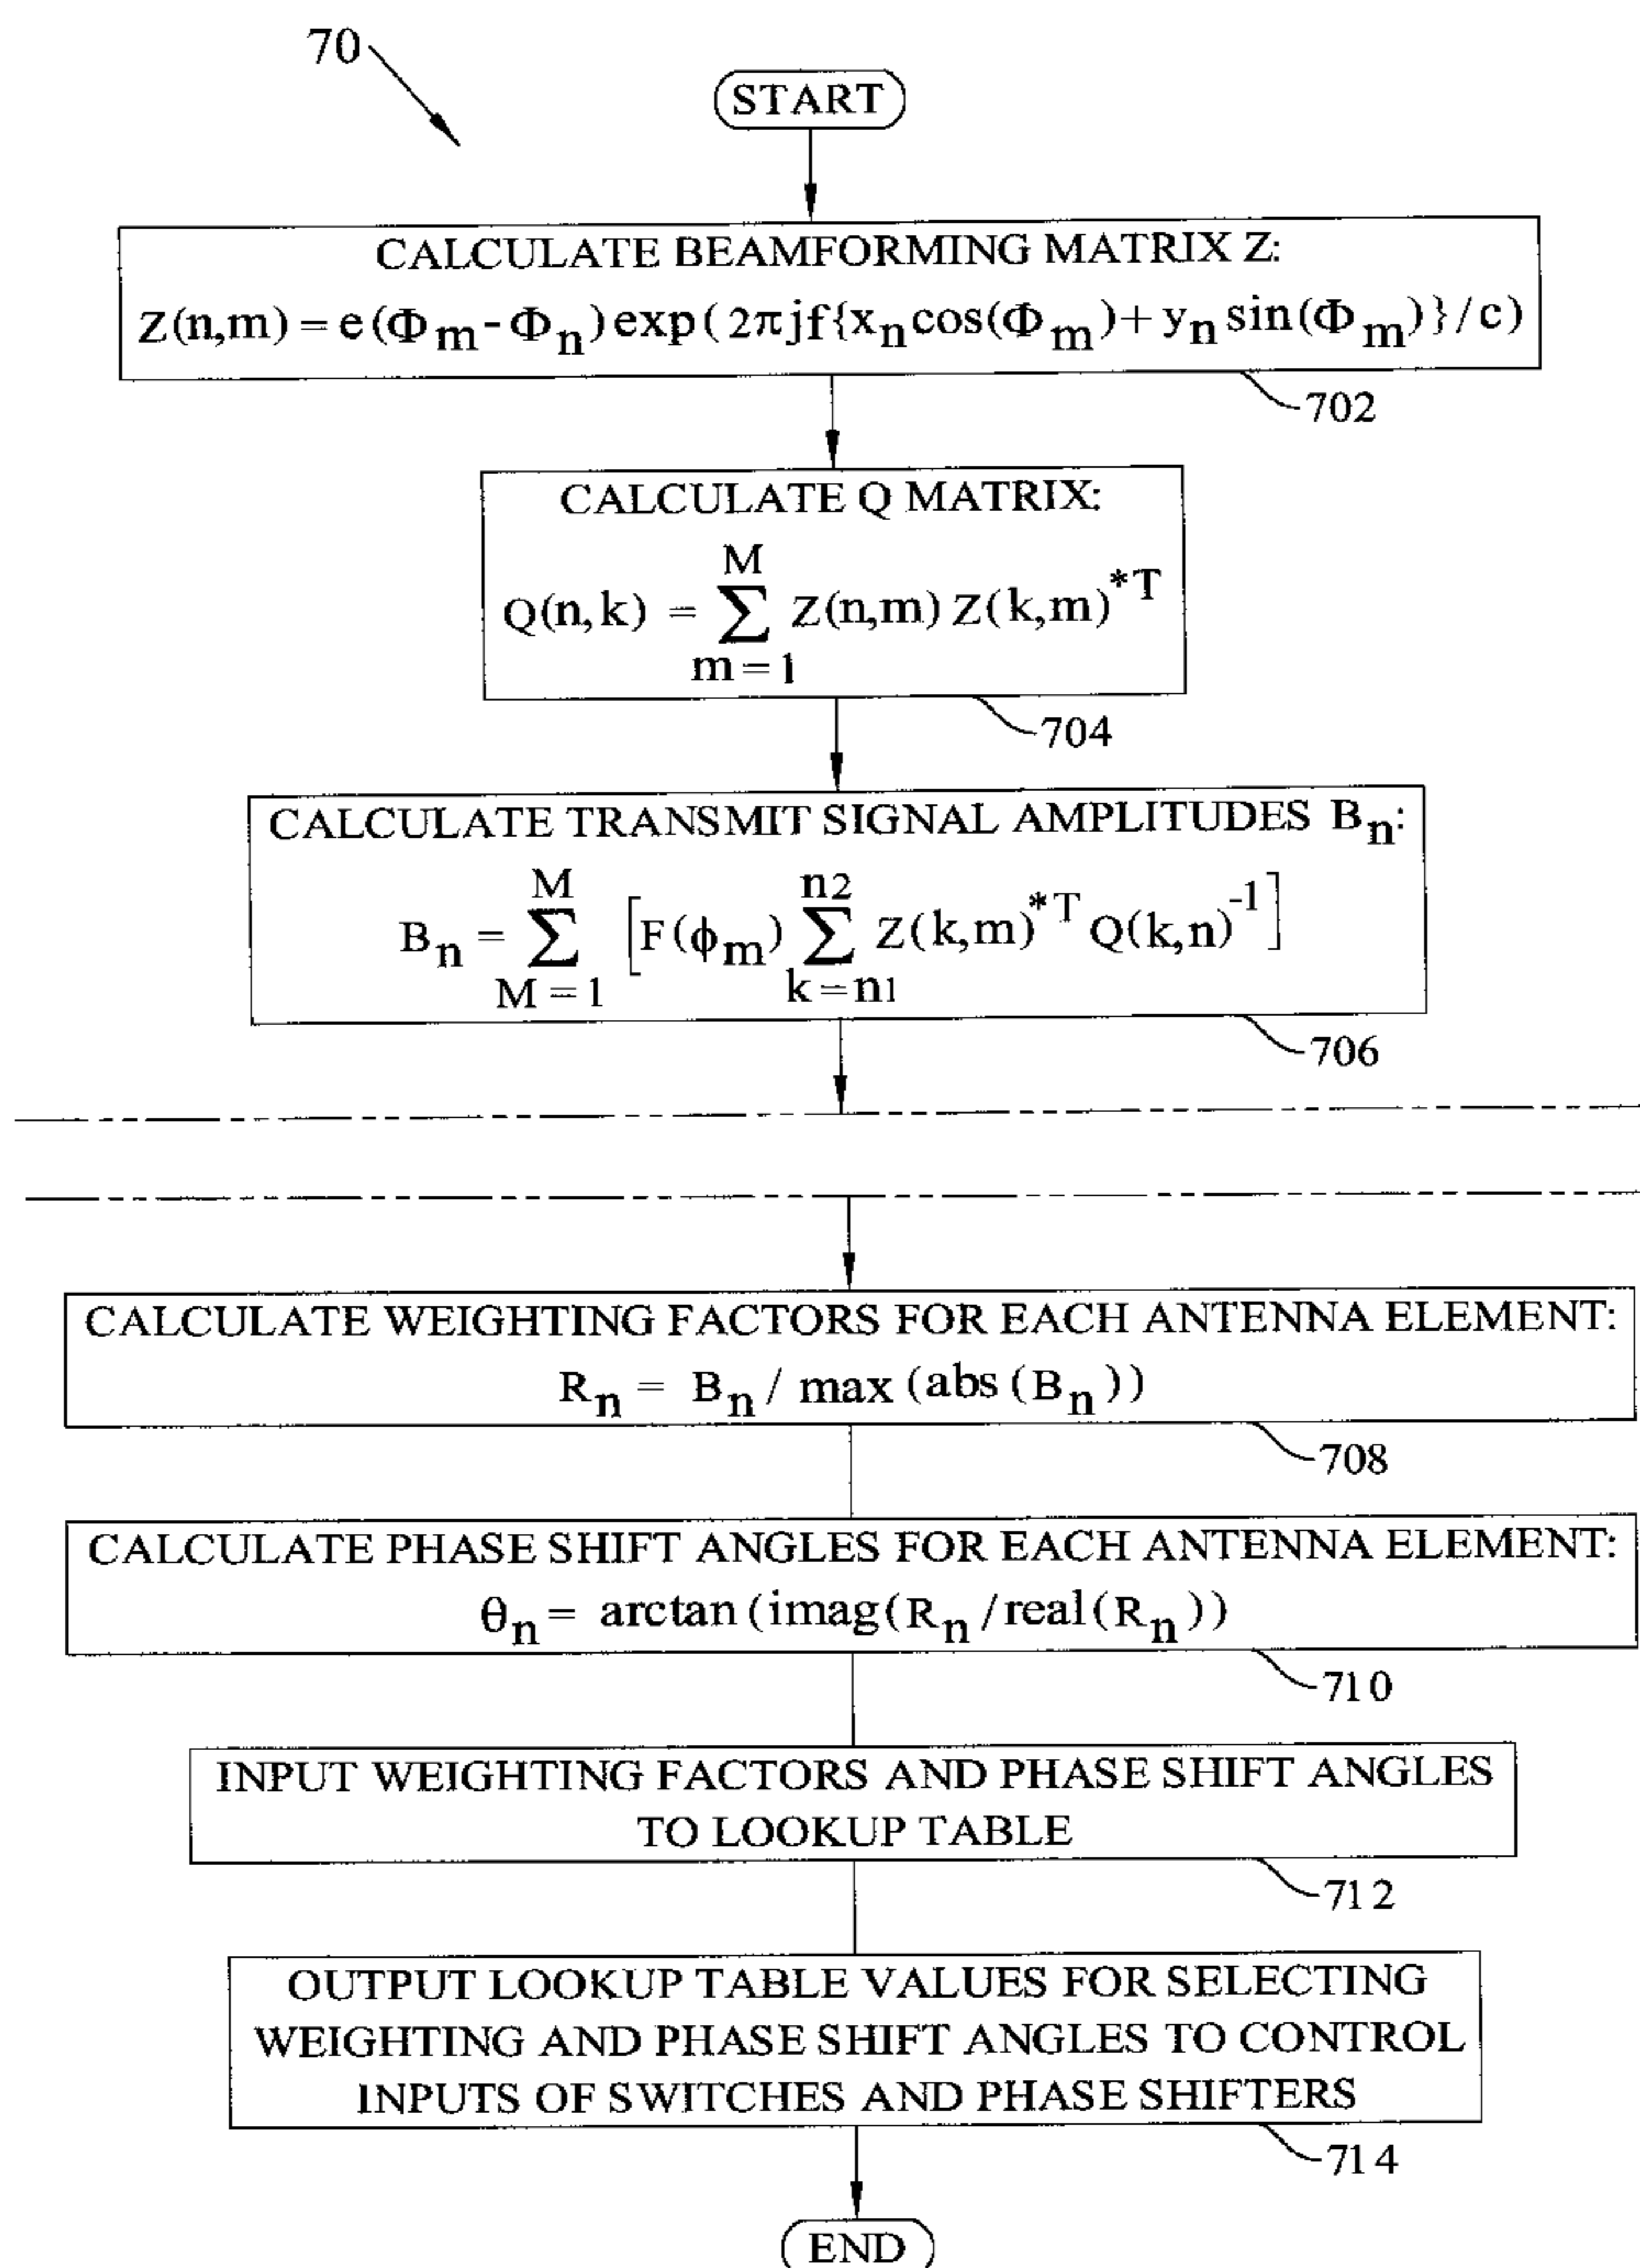 70
START
CALCULATE BEAMFORMING MATRIX Z:
Z(n,m) = e(Φm-Φn)exp(2πjf{xn cos(Φm)+yn sin(Φm)}/c)
702
CALCULATE Q MATRIX:
M
Q(n,k) = ∑ Z(n,m) Z(k,m)*T
m=1
704
CALCULATE TRANSMIT SIGNAL AMPLITUDES Bn:
M n2
Bn = ∑ [F(ϕm) ∑ Z(k,m)*T Q(k,n)-1]
M=1 k=n1
706
CALCULATE WEIGHTING FACTORS FOR EACH ANTENNA ELEMENT:
Rn = Bn / max (abs (Bn))
708
CALCULATE PHASE SHIFT ANGLES FOR EACH ANTENNA ELEMENT:
θn = arctan (imag(Rn/real(Rn))
710
INPUT WEIGHTING FACTORS AND PHASE SHIFT ANGLES
TO LOOKUP TABLE
712
OUTPUT LOOKUP TABLE VALUES FOR SELECTING
WEIGHTING AND PHASE SHIFT ANGLES TO CONTROL
INPUTS OF SWITCHES AND PHASE SHIFTERS
714
END